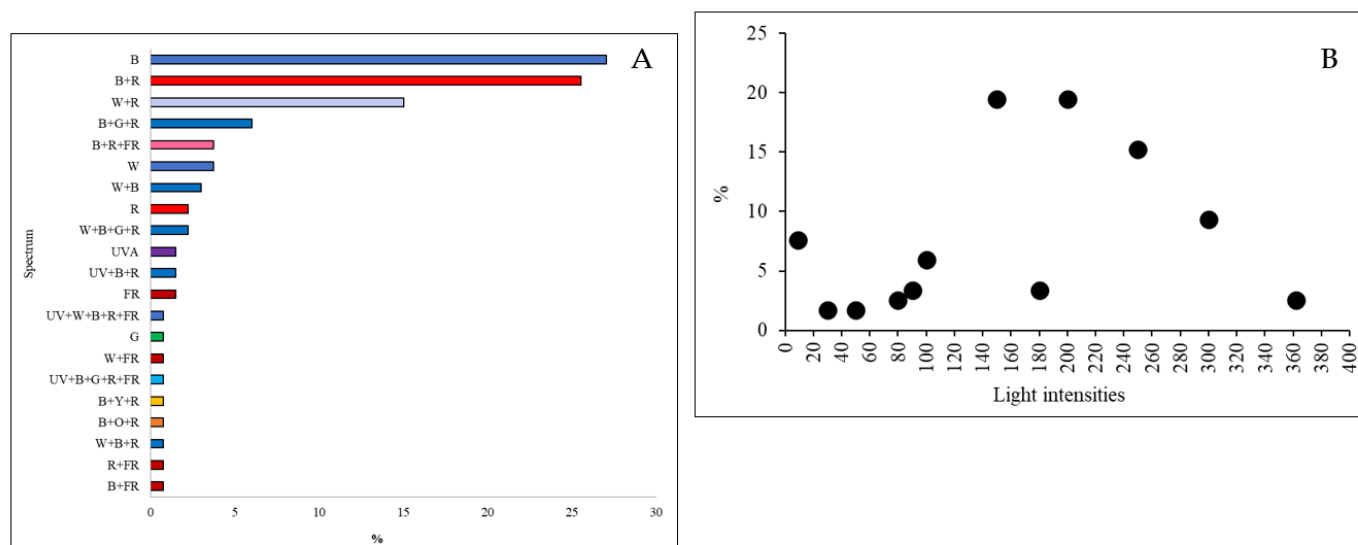 A
Spectrum
B
B+R
W+R
B+G+R
B+R+FR
W
W+B
R
W+B+G+R
UVA
UV+B+R
FR
UV+W+B+R+FR
G
W+FR
UV+B+G+R+FR
B+Y+R
B+O+R
W+B+R
R+FR
B+FR
0 5 10 15 20 25 30
%
B
%
25
20
15
10
5
0
0 20 40 60 80 100 120 140 160 180 200 220 240 260 280 300 320 340 360 380 400
Light intensities